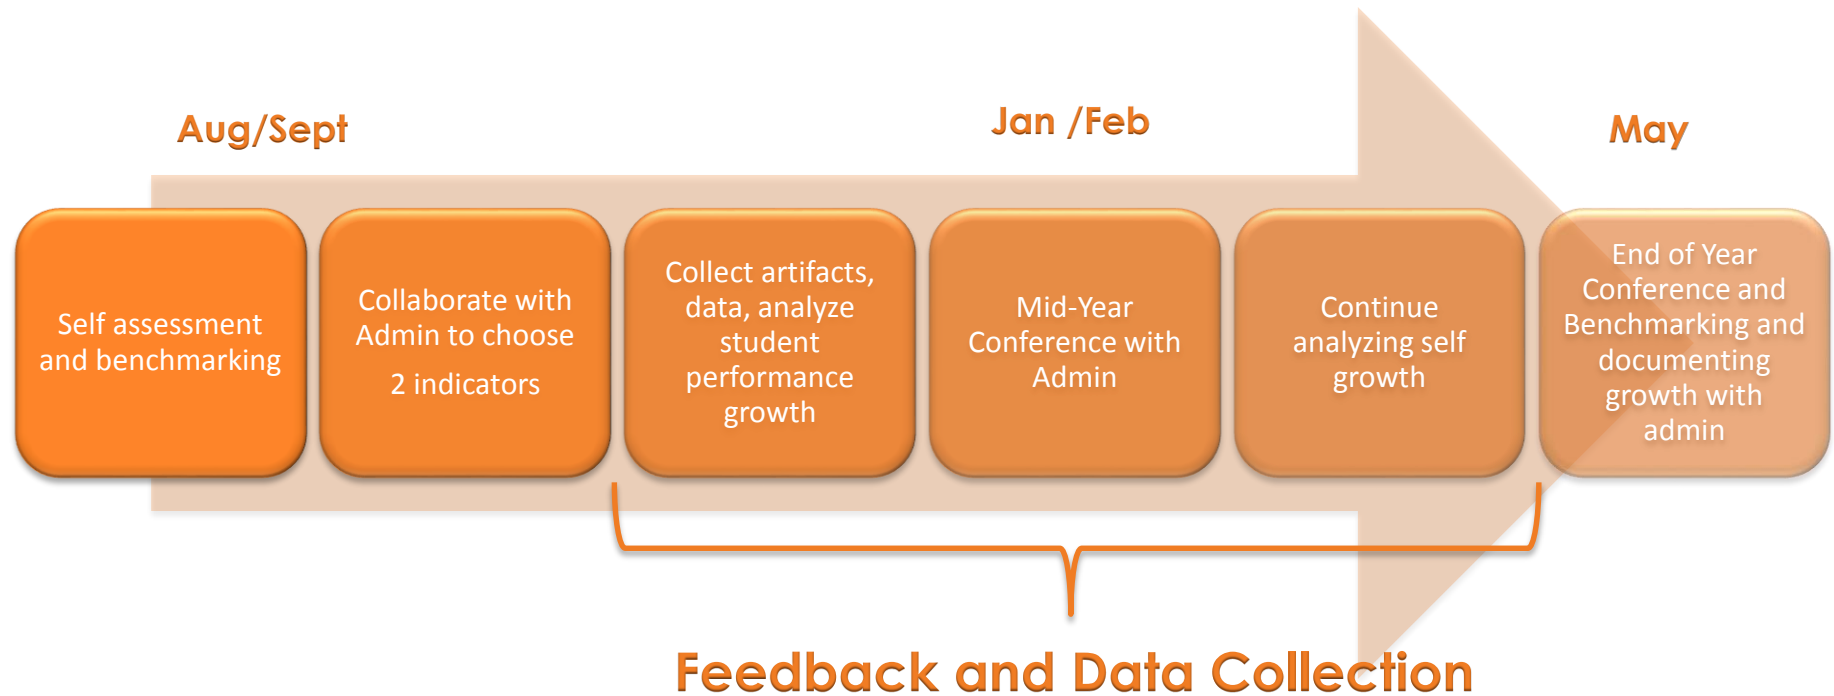 Aug/Sept
Jan /Feb
May
Self assessment
and benchmarking
Collaborate with
Admin to choose
2 indicators
Collect artifacts,
data, analyze
student
performance
growth
Mid-Year
Conference with
Admin
Continue
analyzing self
growth
End of Year
Conference and
Benchmarking and
documenting
growth with
admin
Feedback and Data Collection